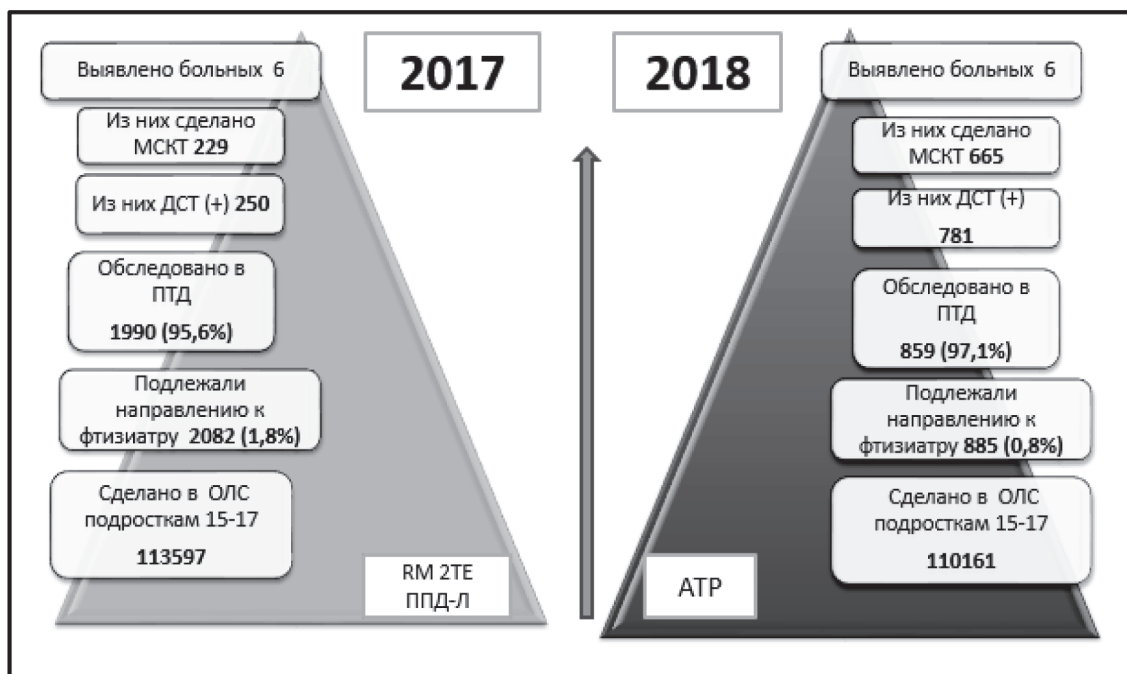 2017
Выявлено больных 6
Из них сделано
МСКТ 229
Из них ДСТ (+) 250
Обследовано в
ПТД
1990 (95,6%)
Подлежали
направлению к
фтизиатру 2082 (1,8%)
Сделано в ОЛС
подросткам 15-17
113597
RM 2TE
ППД-Л
2018
Выявлено больных 6
Из них сделано
МСКТ 665
Из них ДСТ (+)
781
Обследовано в
ПТД
859 (97,1%)
Подлежали
направлению к
фтизиатру 885 (0,8%)
Сделано в ОЛС
подросткам 15-17
110161
АТР